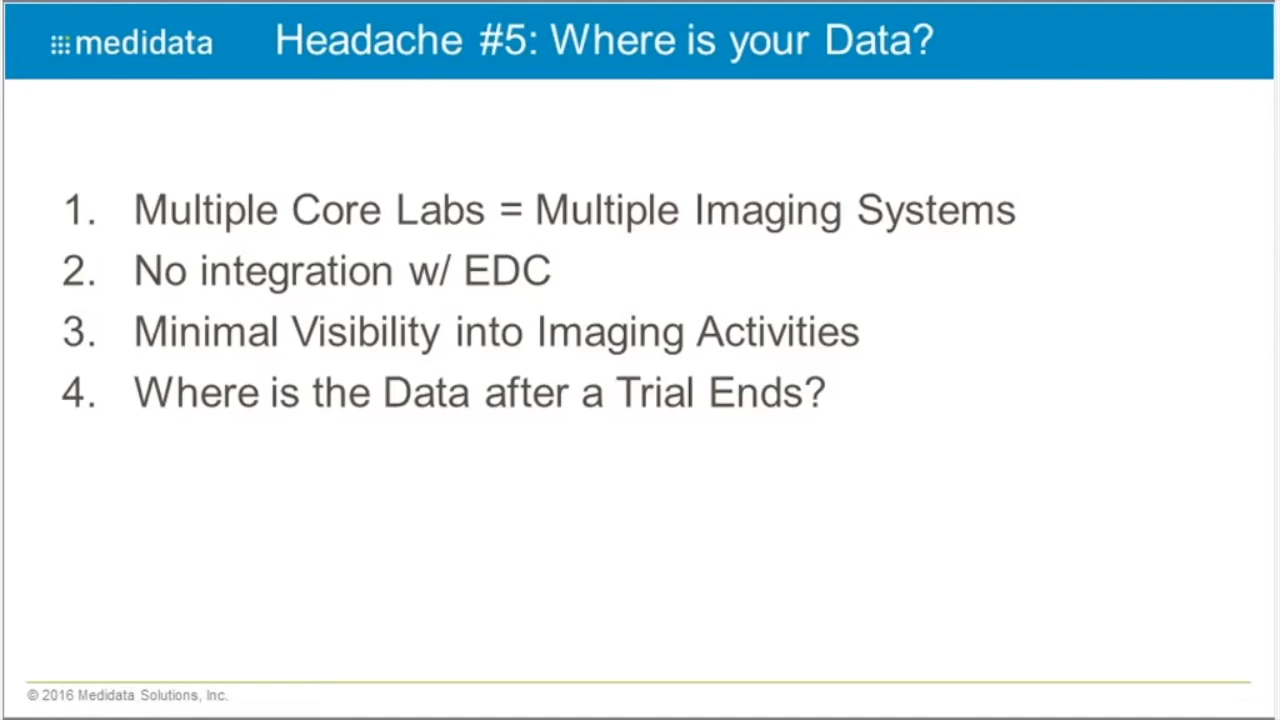 medidata
Headache #5: Where is your Data?
1. Multiple Core Labs = Multiple Imaging Systems
2. No integration w/ EDC
3. Minimal Visibility into Imaging Activities
4. Where is the Data after a Trial Ends?
© 2016 Medidata Solutions, Inc.